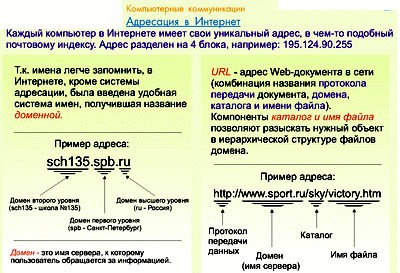 Компьютерные коммуникации
Адресация в Интернет
Каждый компьютер в Интернете имеет свои уникальный адрес, в чем-то подобный
почтовому индексу. Адрес разделен на 4 блока, например: 195.124.90.255
Т.к. имена легче запомнить, в
Интернете, кроме системы
адресации, была введена удобная
система имен, получившая название
доменной.
Пример адреса:
sch135.spb.ru
Домен второго уровня
(sch135 - школа №135)
Домен высшего уровня
(ru - Россия)
Домен первого уровня
(spb - Санкт-Петербург)
Домен - это имя сервера, к которому
пользователь обращается за информацией.
URL - адрес Web-документа в сети
(комбинация названия протокола
передачи документа, домена,
каталога и имени файла).
Компоненты каталог и имя файла
позволяют разыскать нужный объект
в иерархической структуре файлов
домена.
Пример адреса:
http://www.sport.ru/sky/victory.htm
Протокол
передачи
данных
Домен
(имя сервера)
Каталог
Имя файла